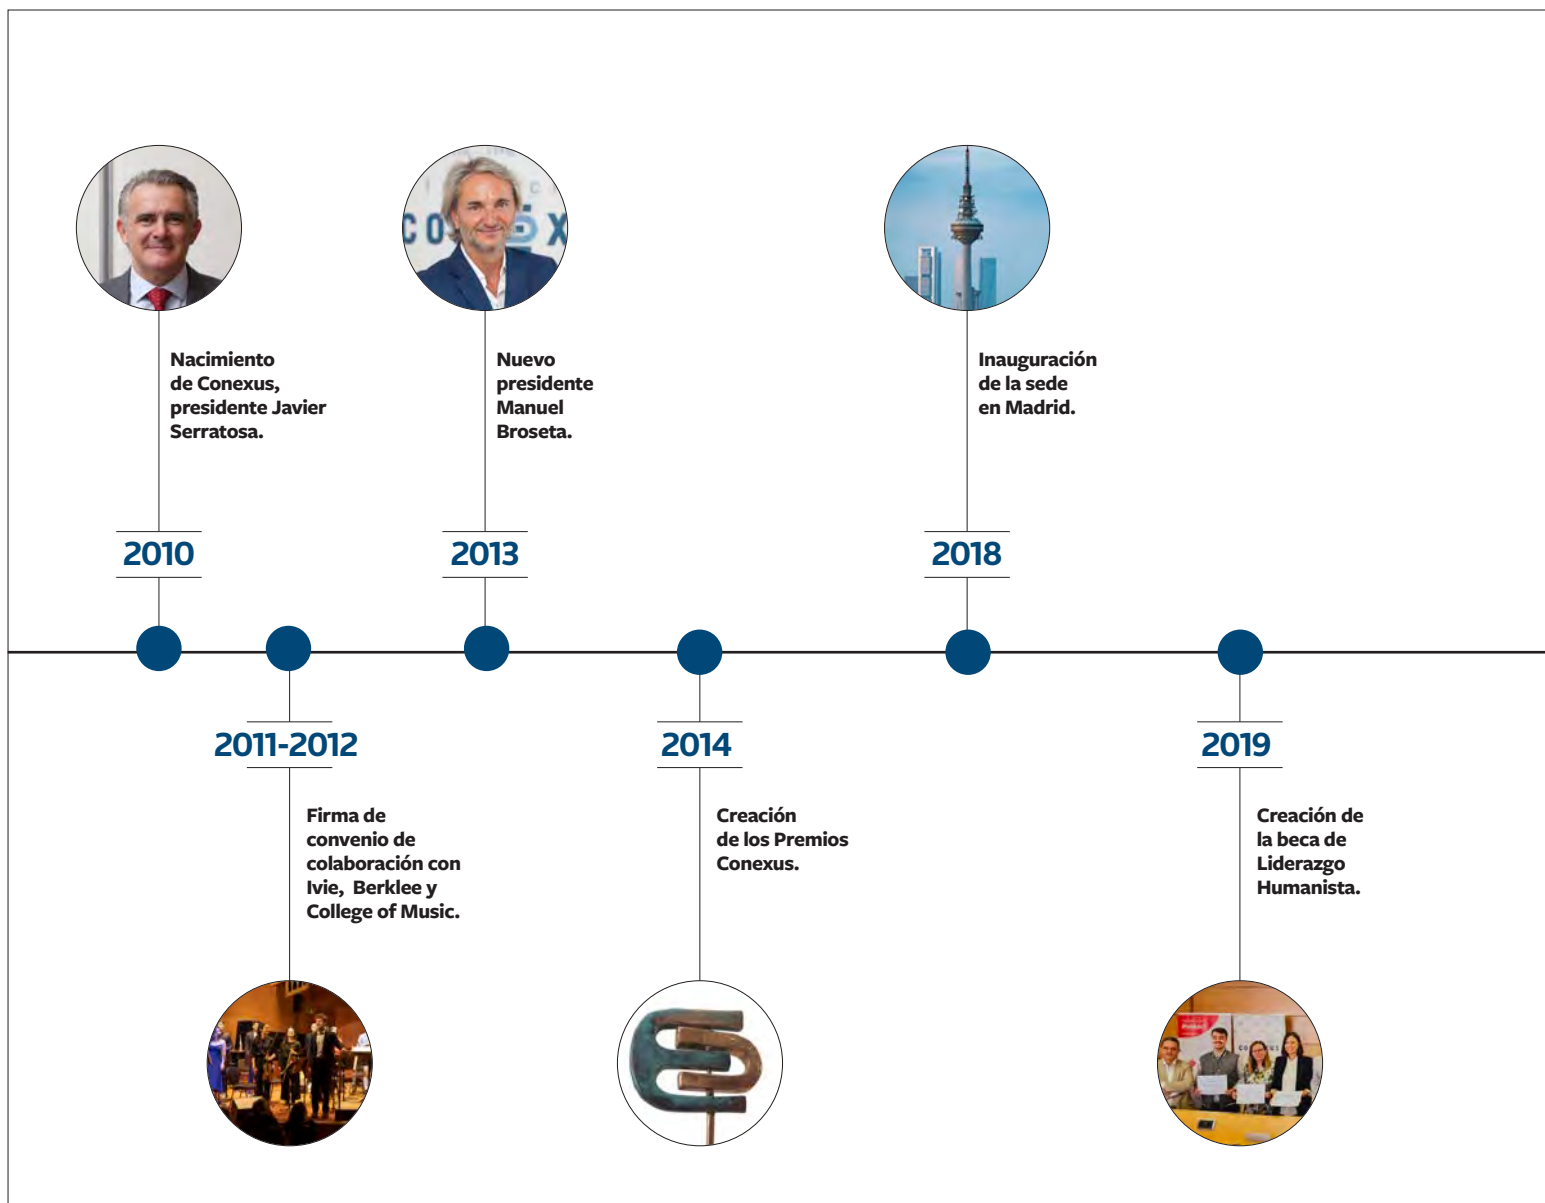 CO
X
Nacimiento
de Conexus,
presidente Javier
Serratosa.
Nuevo
presidente
Manuel
Broseta.
Inauguración
de la sede
en Madrid.
2010
2013
2018
2011-2012
2014
2019
Firma de
convenio de
colaboración con
Ivie, Berklee y
College of Music.
Creación
de los Premios
Conexus.
Creación de
la beca de
Liderazgo
Humanista.